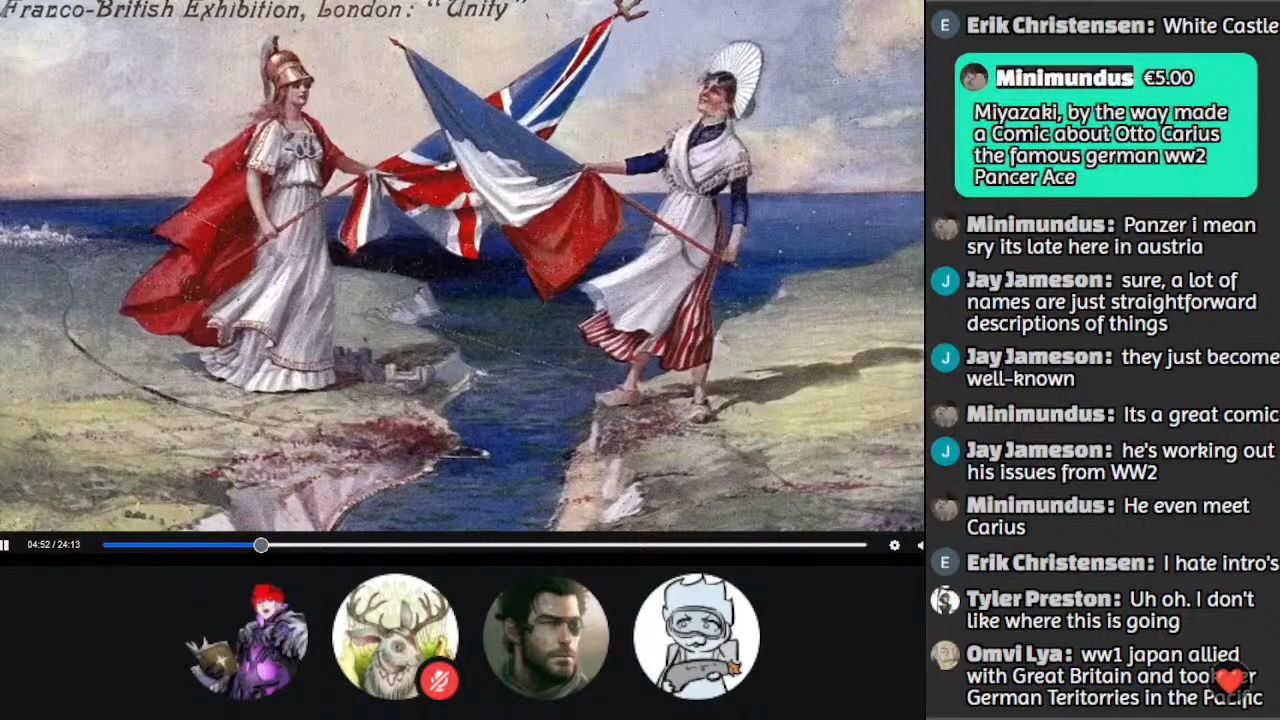 Franco-British Exhibition, London: "Unity"
04:52 / 24:13
E Erik Christensen: White Castle
Minimundus €5.00
Miyazaki, by the way made
a Comic about Otto Carius
the famous german ww2
Pancer Ace
Minimundus: Panzer i mean
sry its late here in austria
J Jay Jameson: sure, a lot of
names are just straightforward
descriptions of things
J Jay Jameson: they just become
well-known
Minimundus: Its a great comic
J Jay Jameson: he's working out
his issues from WW2
Minimundus: He even meet
Carius
E Erik Christensen: I hate intro's
Tyler Preston: Uh oh. I don't
like where this is going
Omvi Lya: ww1 japan allied
with Great Britain and took
German Teritorries in the Pacific